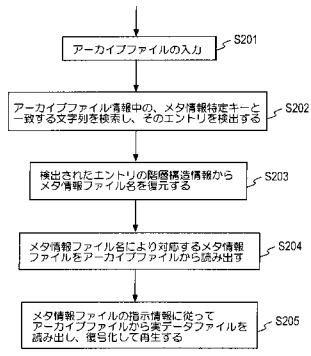 アーカイブファイルの入力
S201
アーカイブファイル情報中の、メタ情報特定キーと
一致する文字列を検索し、そのエントリを検出する
S202
検出されたエントリの階層構造情報から
メタ情報ファイル名を復元する
S203
メタ情報ファイル名により対応するメタ情報
ファイルをアーカイブファイルから読み出す
S204
メタ情報ファイルの指示情報に従って
アーカイブファイルから実データファイルを
読み出し、復号化して再生する
S205